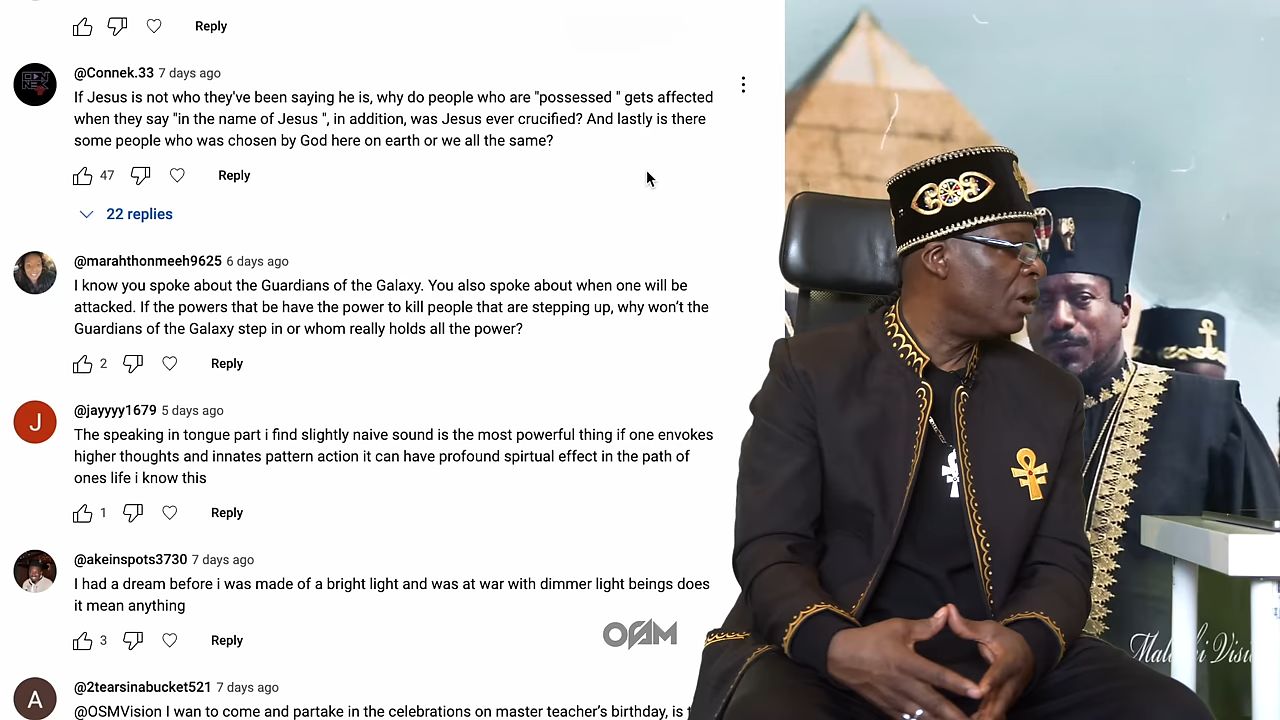 Reply
@Connek.33 7 days ago
If Jesus is not who they've been saying he is, why do people who are "possessed " gets affected
when they say "in the name of Jesus ", in addition, was Jesus ever crucified? And lastly is there
some people who was chosen by God here on earth or we all the same?
47 Reply
22 replies
@marahthonmeeh9625 6 days ago
I know you spoke about the Guardians of the Galaxy. You also spoke about when one will be
attacked. If the powers that be have the power to kill people that are stepping up, why won't the
Guardians of the Galaxy step in or whom really holds all the power?
2 Reply
J
@jayyyy1679 5 days ago
The speaking in tongue part i find slightly naive sound is the most powerful thing if one envokes
higher thoughts and innates pattern action it can have profound spirtual effect in the path of
ones life i know this
1 Reply
@akeinspots3730 7 days ago
I had a dream before i was made of a bright light and was at war with dimmer light beings does
it mean anything
3 Reply
A
@2tearsinabucket521 7 days ago
@OSMVision I wan to come and partake in the celebrations on master teacher's birthday, is